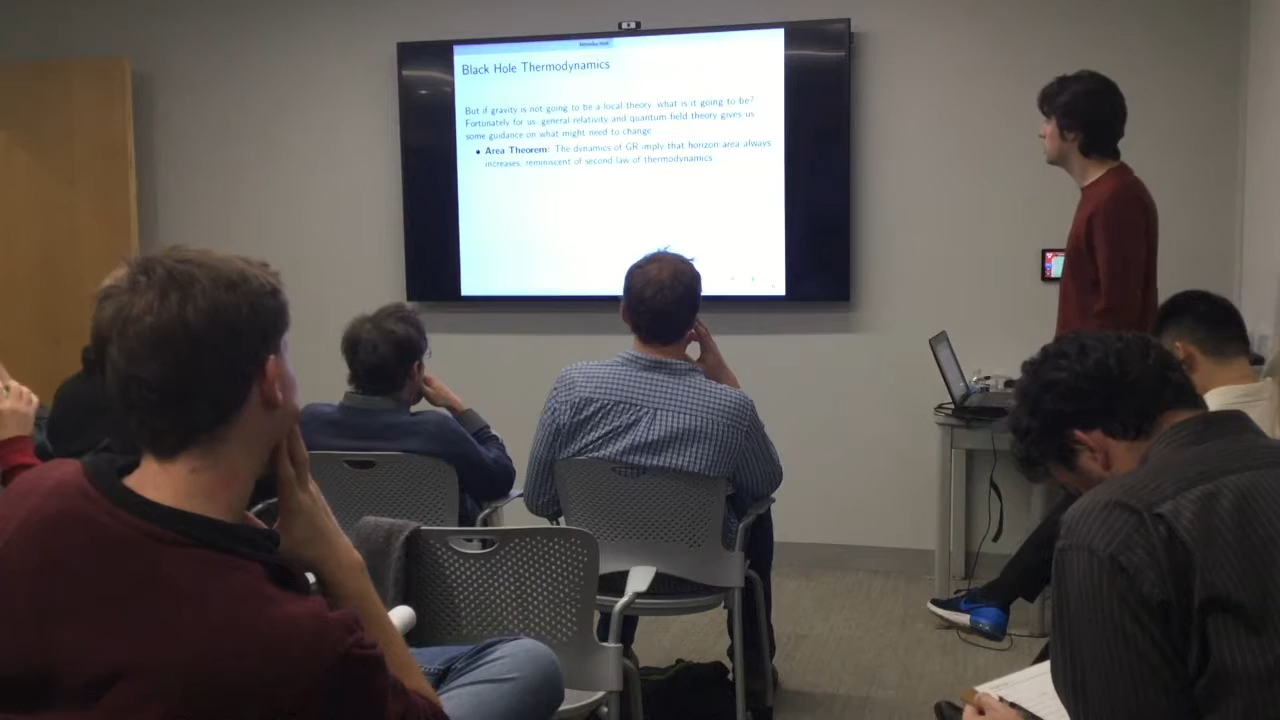 Introduction
Black Hole Thermodynamics
But if gravity is not going to be a local theory, what is it going to be?
Fortunately for us, general relativity and quantum field theory gives us
some guidance on what might need to change
• Area Theorem: The dynamics of GR imply that horizon area always
increases, reminiscent of second law of thermodynamics